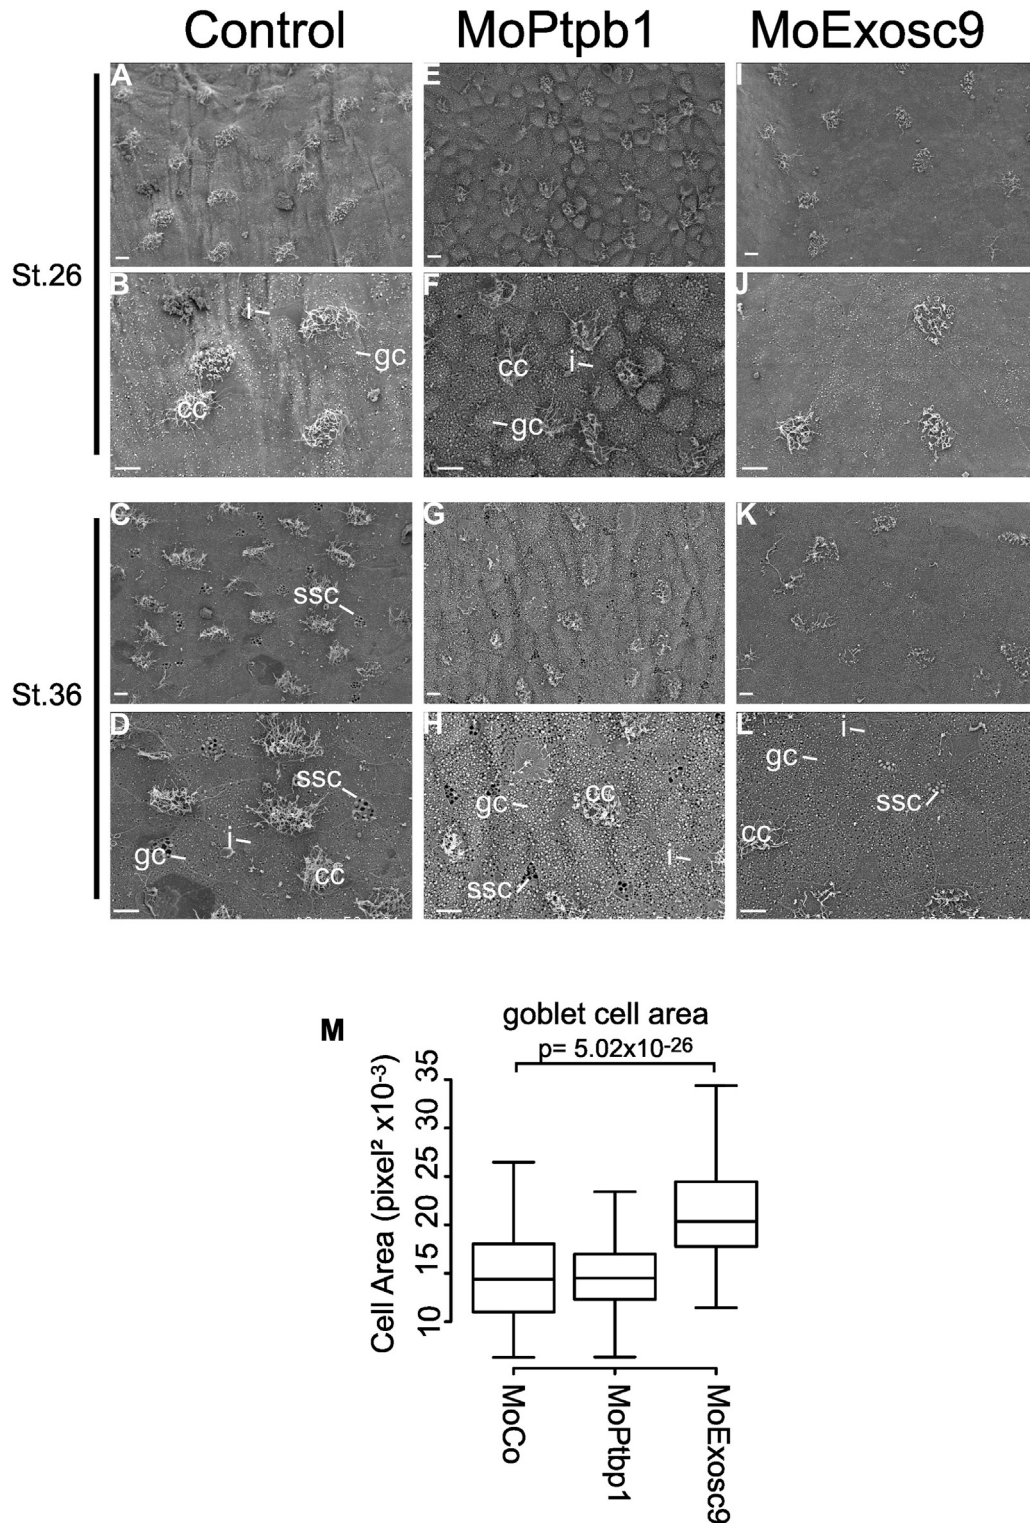 Control MoPtpb1 MoExosc9
A E I
St.26
B F J
i
gc
cc
cc
i
gc
C G K
ssc
St.36
D H L
ssc
i
gc
cc
gc
cc
i
ssc
i
gc
ssc
cc
M
goblet cell area
p= 5.02x10-26
Cell Area (pixel² x10-3)
35
30
25
20
15
10
MoCo
MoPtbp1
MoExosc9